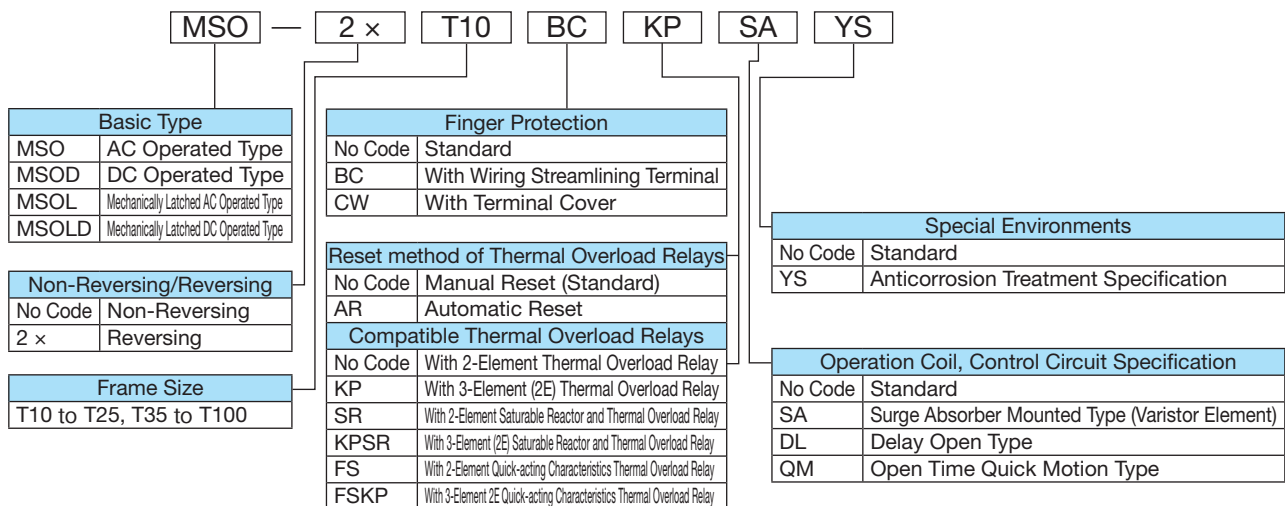 MSO — 2 × T10 BC KP SA YS
Basic Type
MSO AC Operated Type
MSOD DC Operated Type
MSOL Mechanically Latched AC Operated Type
MSOLD Mechanically Latched DC Operated Type
Non-Reversing/Reversing
No Code Non-Reversing
2 × Reversing
Frame Size
T10 to T25, T35 to T100
Finger Protection
No Code Standard
BC With Wiring Streamlining Terminal
CW With Terminal Cover
Reset method of Thermal Overload Relays
No Code Manual Reset (Standard)
AR Automatic Reset
Compatible Thermal Overload Relays
No Code With 2-Element Thermal Overload Relay
KP With 3-Element (2E) Thermal Overload Relay
SR With 2-Element Saturable Reactor and Thermal Overload Relay
KPSR With 3-Element (2E) Saturable Reactor and Thermal Overload Relay
FS With 2-Element Quick-acting Characteristics Thermal Overload Relay
FSKP With 3-Element 2E Quick-acting Characteristics Thermal Overload Relay
Special Environments
No Code Standard
YS Anticorrosion Treatment Specification
Operation Coil, Control Circuit Specification
No Code Standard
SA Surge Absorber Mounted Type (Varistor Element)
DL Delay Open Type
QM Open Time Quick Motion Type